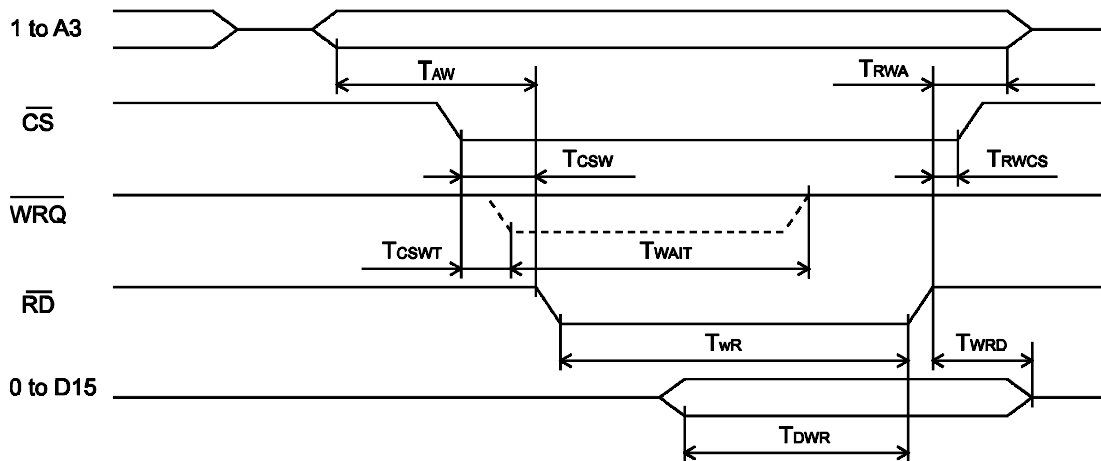 1 to A3
TAW
TRWA
CS
TCSW
TRWCS
WRQ
TCSWT
TWAIT
RD
TWR
TWRD
0 to D15
TDWR